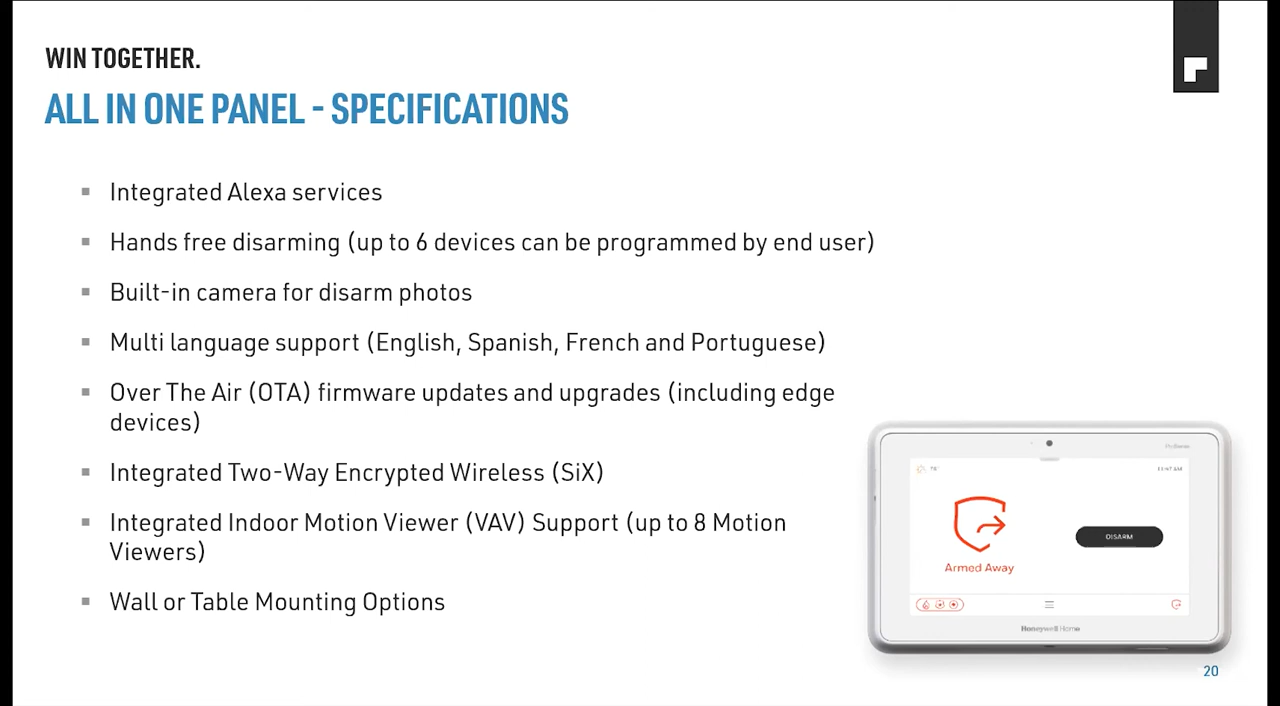 WIN TOGETHER.
ALL IN ONE PANEL - SPECIFICATIONS
Integrated Alexa services
Hands free disarming (up to 6 devices can be programmed by end user)
Built-in camera for disarm photos
Multi language support (English, Spanish, French and Portuguese)
Over The Air (OTA) firmware updates and upgrades (including edge
devices)
Integrated Two-Way Encrypted Wireless (SiX)
Integrated Indoor Motion Viewer (VAV) Support (up to 8 Motion
Viewers)
Wall or Table Mounting Options
DISARM
Armed Away
Honeywell Home
20